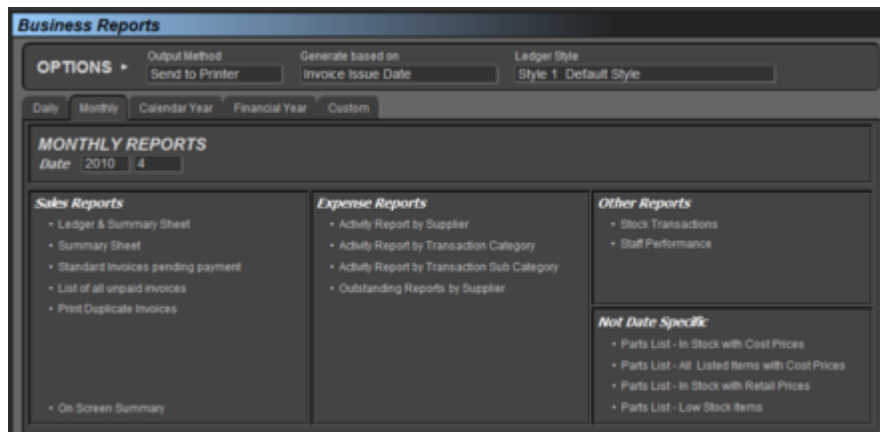 Business Reports
OPTIONS
Output Method
Generate based on
Ledger Style
Send to Printer
Invoice Issue Date
Style 1 Default Style
Daily
Monthly
Calendar Year
Financial Year
Custom
MONTHLY REPORTS
Date 2010 4
Sales Reports
• Ledger & Summary Sheet
• Summary Sheet
• Standard Invoices pending payment
• List of all unpaid invoices
• Print Duplicate Invoices
• On Screen Summary
Expense Reports
• Activity Report by Supplier
• Activity Report by Transaction Category
• Activity Report by Transaction Sub Category
• Outstanding Reports by Supplier
Other Reports
• Stock Transactions
• Staff Performance
Not Date Specific
• Parts List - In Stock with Cost Prices
• Parts List - All Listed Items with Cost Prices
• Parts List - In Stock with Retail Prices
• Parts List - Low Stock Items